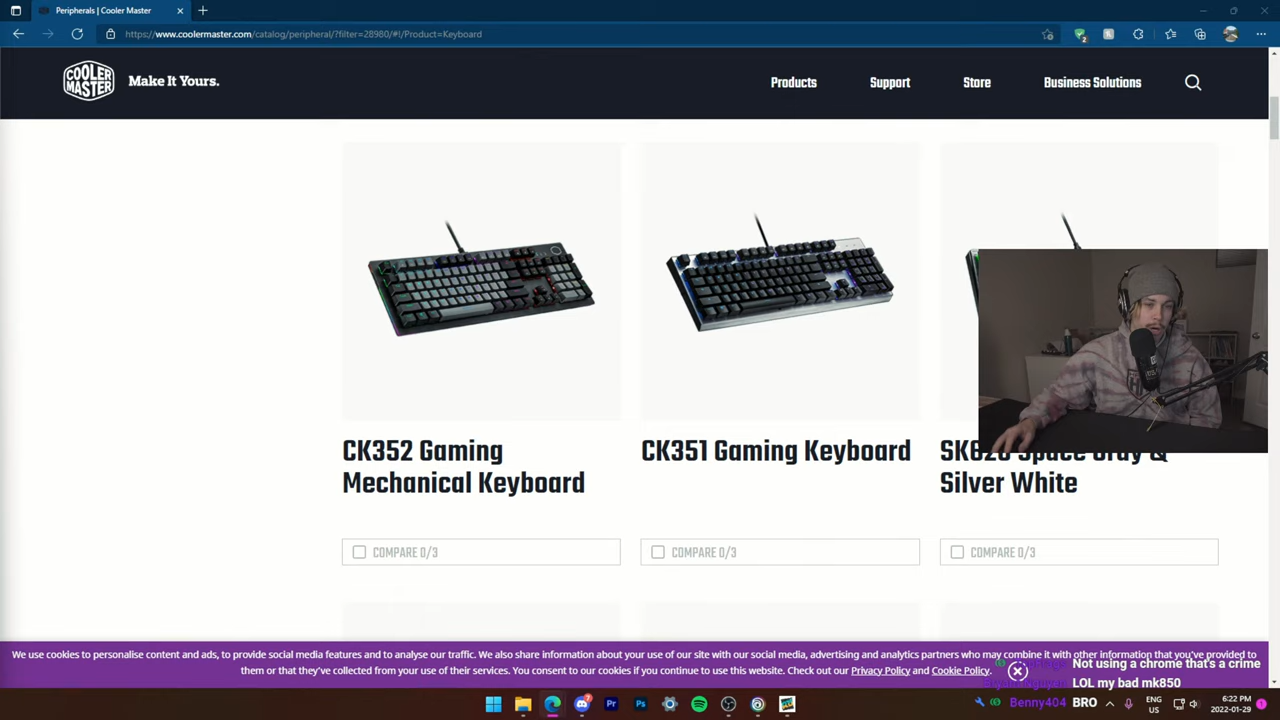 Peripherals | Cooler Master
https://www.coolermaster.com/catalog/peripheral/?filter=28980/#!/Product=Keyboard
COOLER MASTER
Make It Yours.
Products
Support
Store
Business Solutions
CK352 Gaming
Mechanical Keyboard
CK351 Gaming Keyboard
Silver White
COMPARE 0/3
COMPARE 0/3
COMPARE 0/3
We use cookies to personalise content and ads, to provide social media features and to analyse our traffic. We also share information about your use of our site with our social media, advertising and analytics partners who may combine it with other information that you've provided to
them or that they've collected from your use of their services. You consent to our cookies if you continue to use this website. Check out our Privacy Policy and Cookie Policy.
Not using a chrome that's a crime
LOL my bad mk850
Benny404 BRO
ENG
US
6:22 PM
2022-01-29